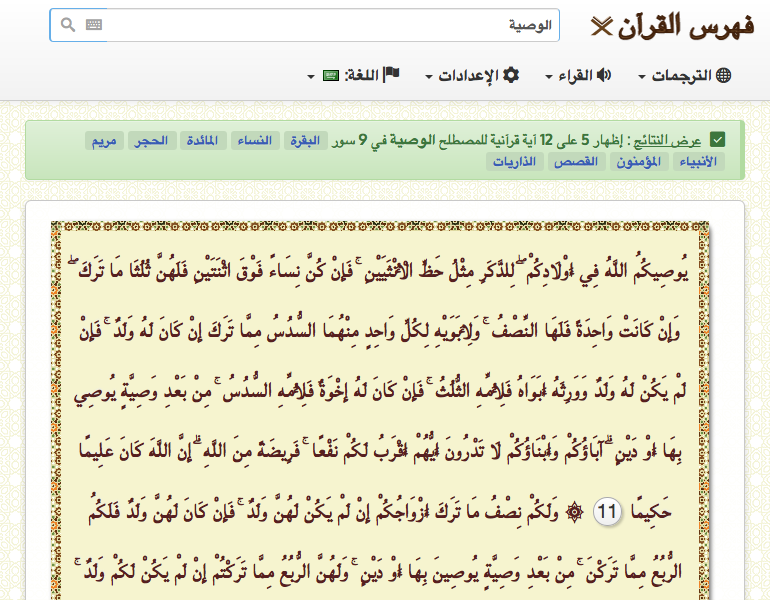 فهرس القرآن
الوصية
الترجمات
القراء
الإعدادات
اللغة:
عرض النتائج : إظهار 5 على 12 آية قرآنية للمصطلح الوصية في 9 سور البقرة النساء المائدة الحجر مريم
الأنبياء المؤمنون القصص الذاريات
يُوصِيكُمُ اللَّهُ فِي أَوْلَادِكُمْ ۖ لِلذَّكَرِ مِثْلُ حَظِّ الْأُنْثَيَيْنِ ۚ فَإِنْ كُنَّ نِسَاءً فَوْقَ اثْنَتَيْنِ فَلَهُنَّ ثُلُثَا مَا تَرَكَ ۖ
وَإِنْ كَانَتْ وَاحِدَةً فَلَهَا النِّصْفُ ۚ وَلِأَبَوَيْهِ لِكُلِّ وَاحِدٍ مِنْهُمَا السُّدُسُ مِمَّا تَرَكَ إِنْ كَانَ لَهُ وَلَدٌ ۚ فَإِنْ
لَمْ يَكُنْ لَهُ وَلَدٌ وَوَرِثَهُ أَبَوَاهُ فَلِأُمِّهِ الثُّلُثُ ۚ فَإِنْ كَانَ لَهُ إِخْوَةٌ فَلِأُمِّهِ السُّدُسُ ۚ مِنْ بَعْدِ وَصِيَّةٍ يُوصِي
بِهَا أَوْ دَيْنٍ ۗ آبَاؤُكُمْ وَأَبْنَاؤُكُمْ لَا تَدْرُونَ أَيُّهُمْ أَقْرَبُ لَكُمْ نَفْعًا ۚ فَرِيضَةً مِنَ اللَّهِ ۗ إِنَّ اللَّهَ كَانَ عَلِيمًا
حَكِيمًا 11 ۞ وَلَكُمْ نِصْفُ مَا تَرَكَ أَزْوَاجُكُمْ إِنْ لَمْ يَكُنْ لَهُنَّ وَلَدٌ ۚ فَإِنْ كَانَ لَهُنَّ وَلَدٌ فَلَكُمُ
الرُّبُعُ مِمَّا تَرَكْنَ ۚ مِنْ بَعْدِ وَصِيَّةٍ يُوصِينَ بِهَا أَوْ دَيْنٍ ۚ وَلَهُنَّ الرُّبُعُ مِمَّا تَرَكْتُمْ إِنْ لَمْ يَكُنْ لَكُمْ وَلَدٌ ۚ